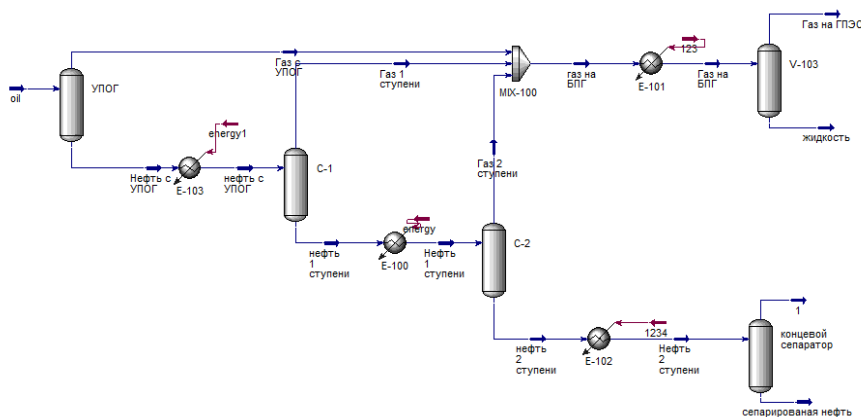 Газ на ГПЭС
123
Газ с
УПОГ
Газ 1
ступени
газ на
БПГ
E-101
Газ на
БПГ
V-103
MIX-100
УПОГ
oil
жидкость
energy1
Нефть с
УПОГ
E-103
нефть с
УПОГ
С-1
Газ 2
ступени
energy
нефть
1
ступени
E-100
Нефть
1
ступени
С-2
1
1234
нефть
2
ступени
E-102
Нефть
2
ступени
концевой
сепаратор
сепарированая нефть